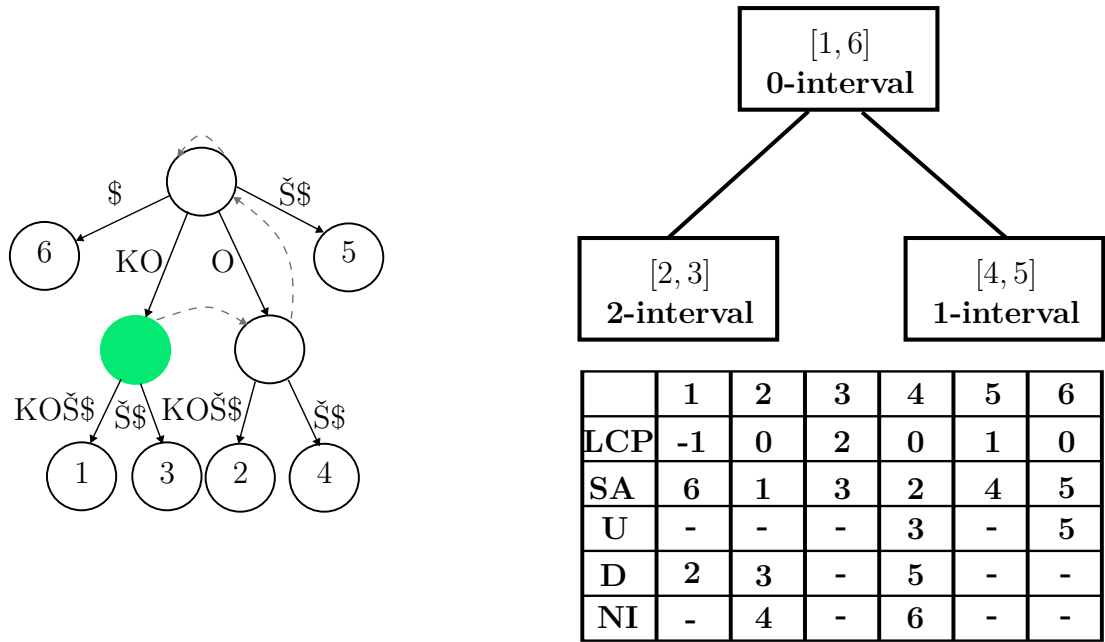 $ Š$
6 5
KO O
KOŠ$ Š$ KOŠ$ Š$
1 3 2 4
[1, 6]
0-interval
[2, 3] [4, 5]
2-interval 1-interval
1 2 3 4 5 6
LCP -1 0 2 0 1 0
SA 6 1 3 2 4 5
U - - - 3 - 5
D 2 3 - 5 - -
NI - 4 - 6 - -